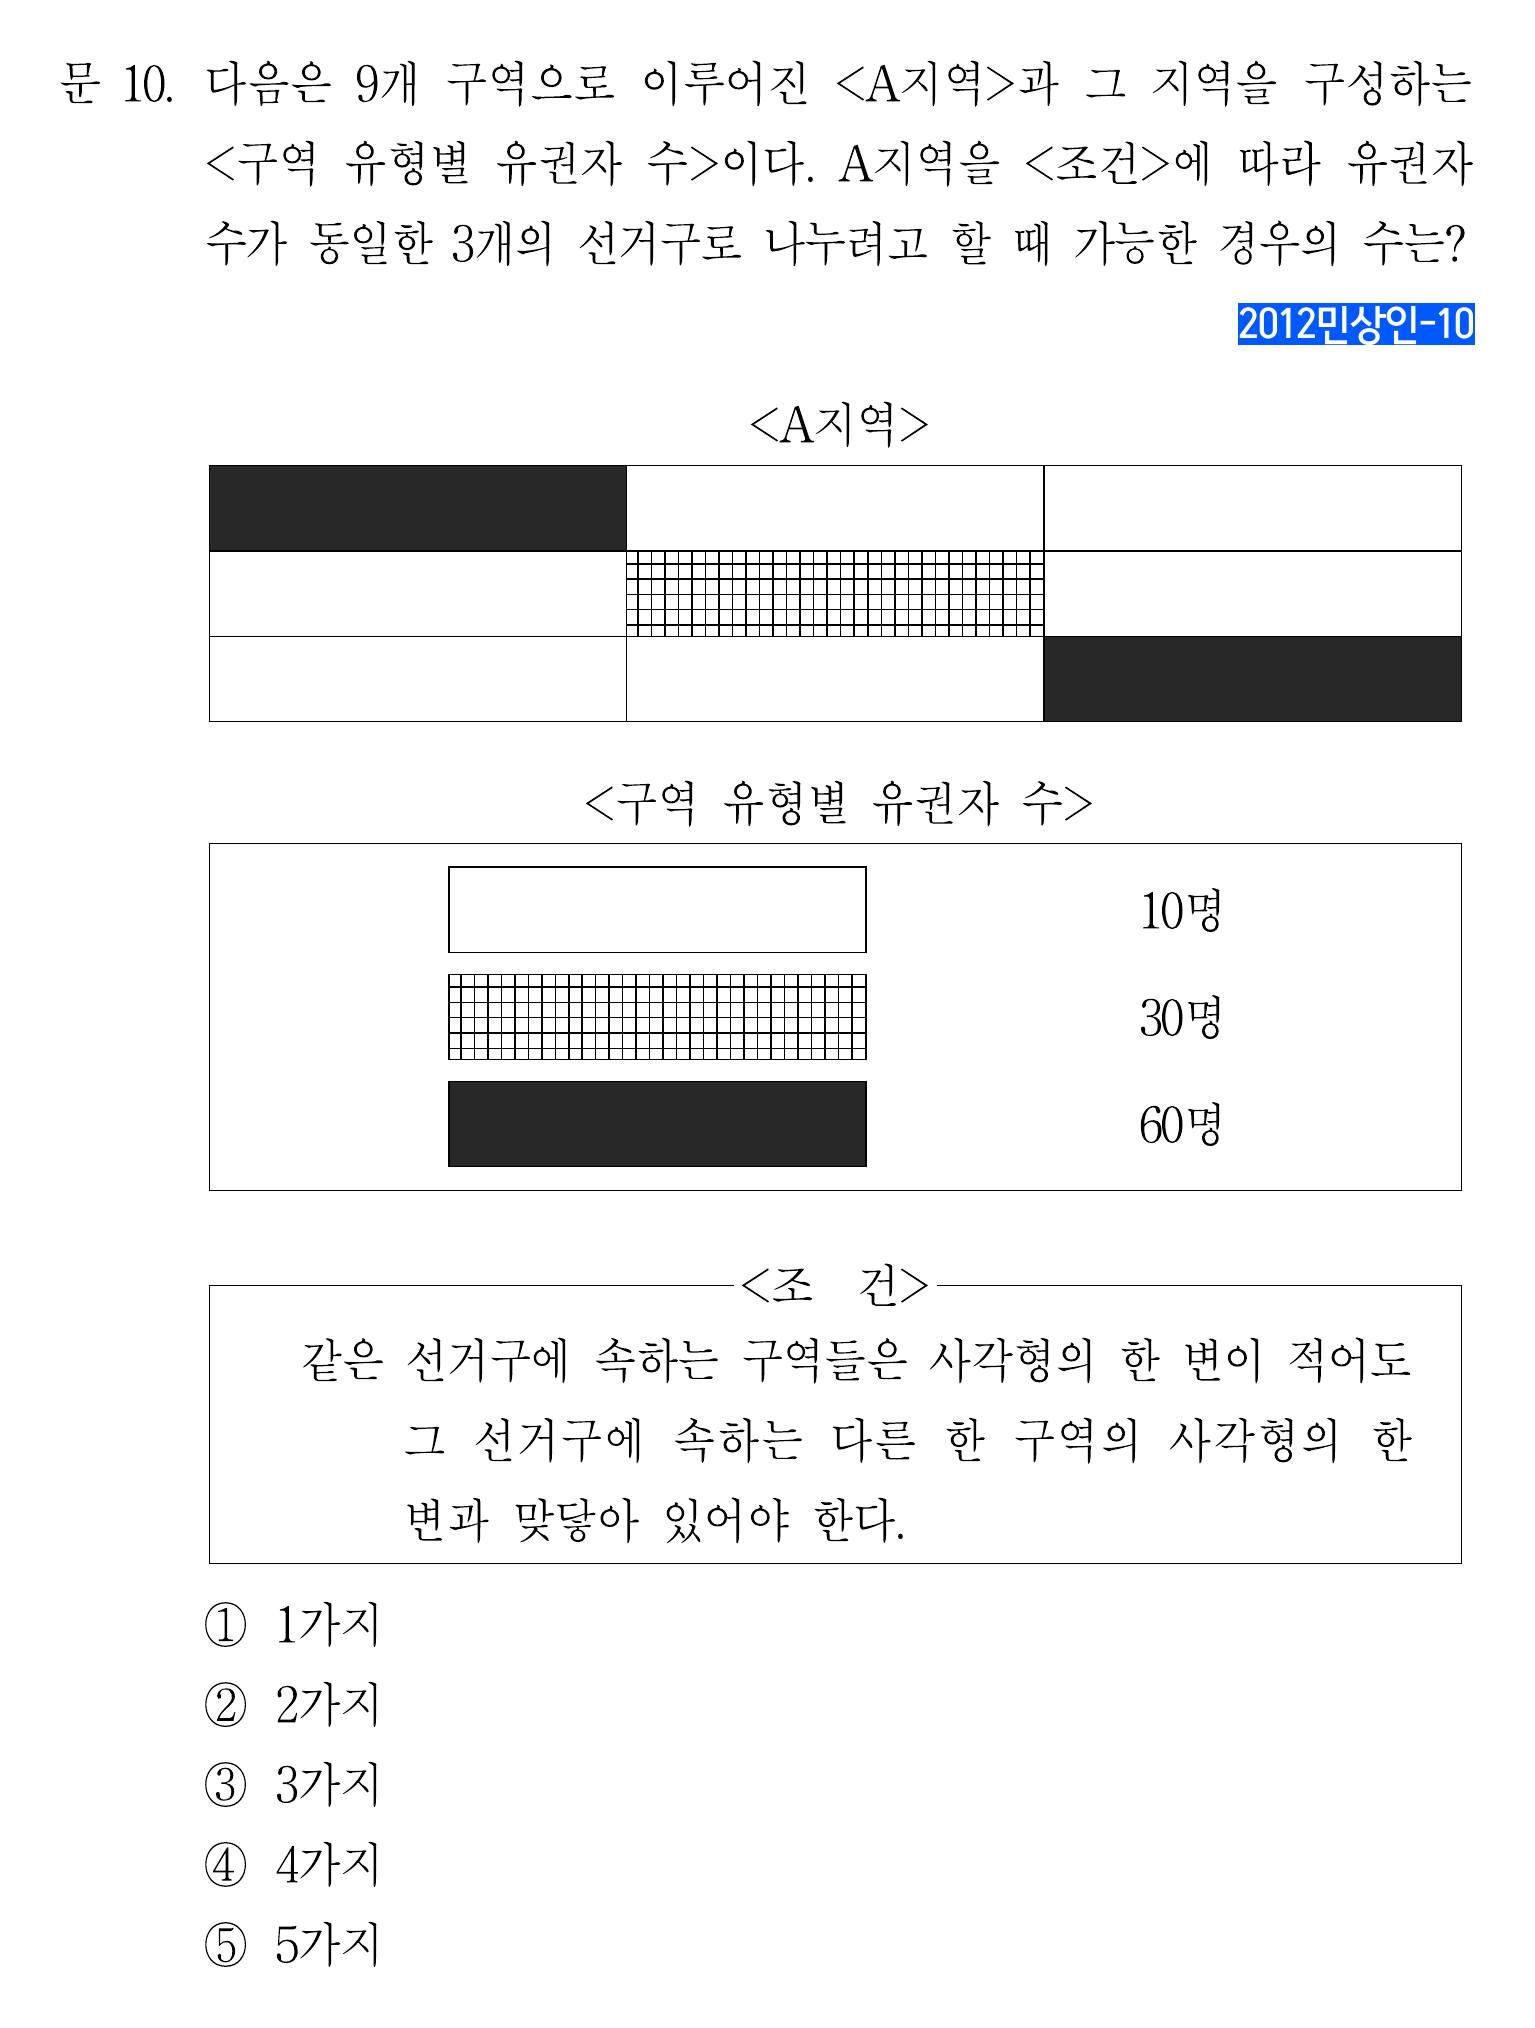 문 10. 다음은 9개 구역으로 이루어진 <A지역>과 그 지역을 구성하는
<구역 유형별 유권자 수>이다. A지역을 <조건>에 따라 유권자
수가 동일한 3개의 선거구로 나누려고 할 때 가능한 경우의 수는?
2012민상인-10
<A지역>
<구역 유형별 유권자 수>
10명
30명
60명
<조 건>
같은 선거구에 속하는 구역들은 사각형의 한 변이 적어도
그 선거구에 속하는 다른 한 구역의 사각형의 한
변과 맞닿아 있어야 한다.
① 1가지
② 2가지
③ 3가지
④ 4가지
⑤ 5가지